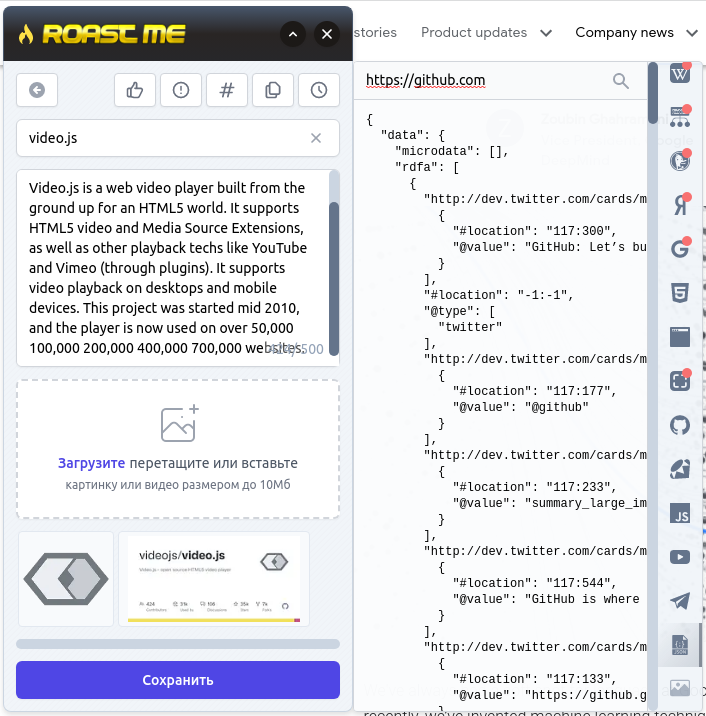 ROAST ME
stories
Product updates
Company news
video.js
Video.js is a web video player built from the
ground up for an HTML5 world. It supports
HTML5 video and Media Source Extensions,
as well as other playback techs like YouTube
and Vimeo (through plugins). It supports
video playback on desktops and mobile
devices. This project was started mid 2010,
and the player is now used on over 50,000
100,000 200,000 400,000 700,000 websites.
424/500
Загрузите перетащите или вставьте
картинку или видео размером до 10Мб
videojs/video.js
Video.js - open source HTML5 video player
Сохранить
https://github.com
{
"data": {
"microdata": [],
"rdfa": [
{
"http://dev.twitter.com/cards/m
{
"#location": "117:300",
"@value": "GitHub: Let’s bu
}
],
"#location": "-1:-1",
"@type": [
"twitter"
],
"http://dev.twitter.com/cards/m
{
"#location": "117:177",
"@value": "@github"
}
],
"http://dev.twitter.com/cards/m
{
"#location": "117:233",
"@value": "summary_large_im
}
],
"http://dev.twitter.com/cards/m
{
"#location": "117:544",
"@value": "GitHub is where
}
],
"http://dev.twitter.com/cards/m
{
"#location": "117:133",
"@value": "https://github.g
}
W
Я
G
JS
JSON
recently, we've invented machine learning techniq